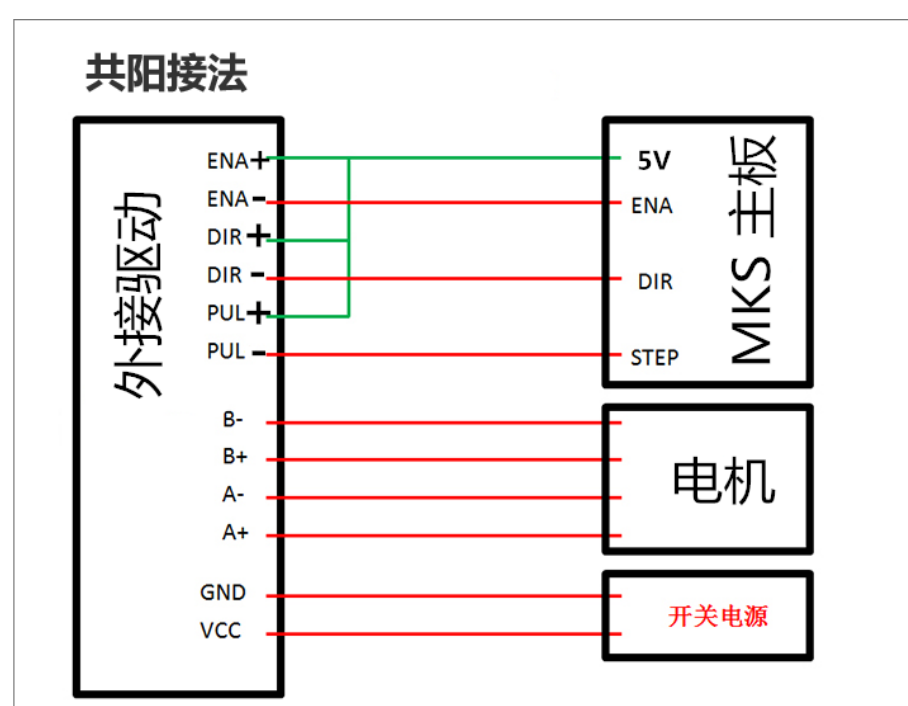 共阳接法
外接驱动
ENA+
ENA-
DIR+
DIR-
PUL+
PUL-
B-
B+
A-
A+
GND
VCC
MKS 主板
5V
ENA
DIR
STEP
电机
开关电源